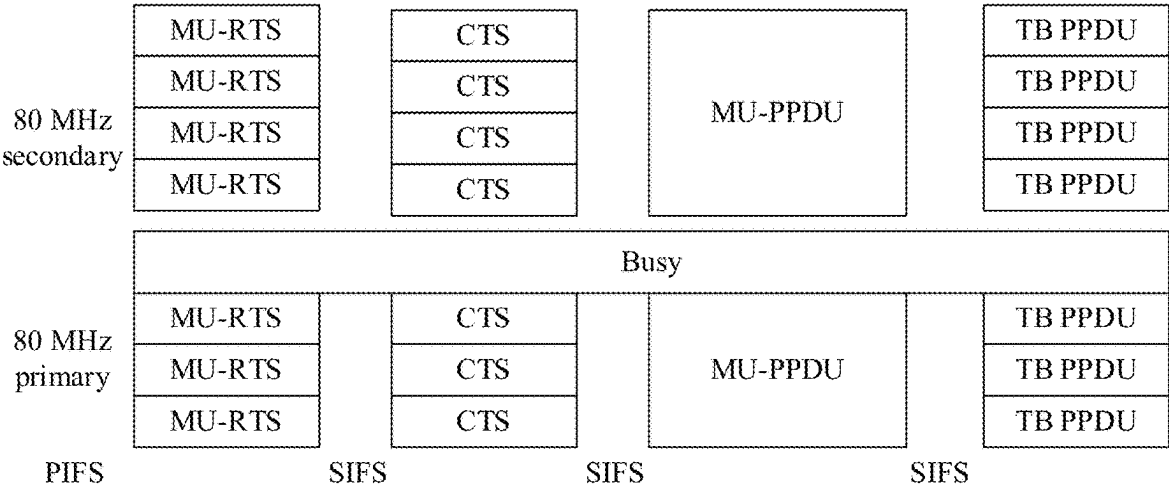 MU-RTS CTS TB PPDU
MU-RTS CTS TB PPDU
80 MHz
secondary
MU-PPDU
MU-RTS CTS TB PPDU
MU-RTS CTS TB PPDU
Busy
MU-RTS CTS TB PPDU
80 MHz
primary
MU-RTS CTS MU-PPDU TB PPDU
MU-RTS CTS TB PPDU
PIFS SIFS SIFS SIFS